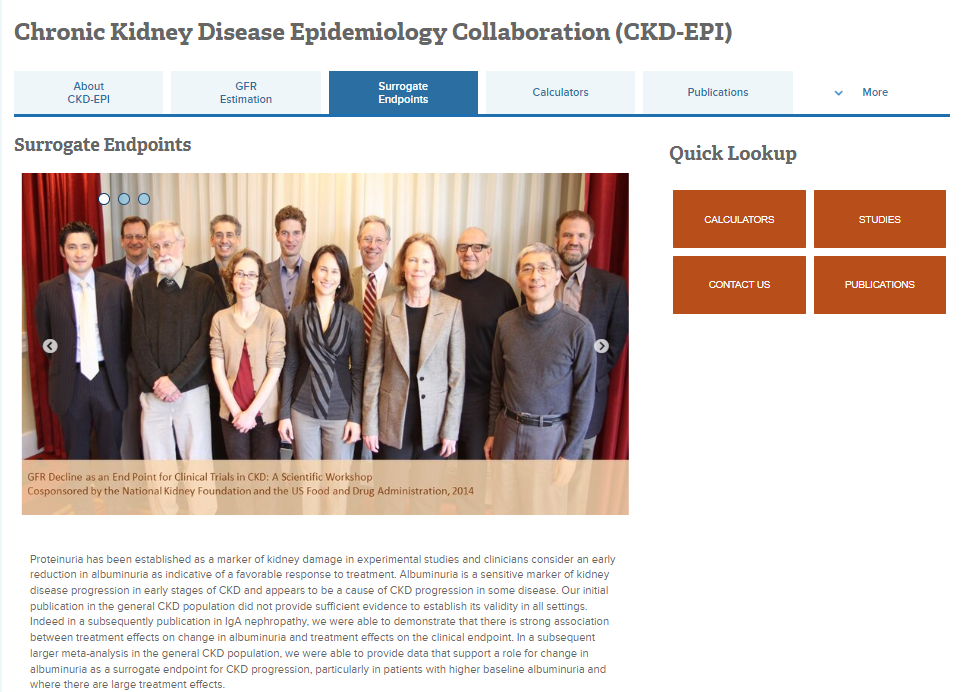 Chronic Kidney Disease Epidemiology Collaboration (CKD-EPI)
About
CKD-EPI
GFR
Estimation
Surrogate
Endpoints
Calculators
Publications
More
Surrogate Endpoints
Quick Lookup
CALCULATORS
STUDIES
CONTACT US
PUBLICATIONS
GFR Decline as an End Point for Clinical Trials in CKD: A Scientific Workshop
Cosponsored by the National Kidney Foundation and the US Food and Drug Administration, 2014
Proteinuria has been established as a marker of kidney damage in experimental studies and clinicians consider an early
reduction in albuminuria as indicative of a favorable response to treatment. Albuminuria is a sensitive marker of kidney
disease progression in early stages of CKD and appears to be a cause of CKD progression in some disease. Our initial
publication in the general CKD population did not provide sufficient evidence to establish its validity in all settings.
Indeed in a subsequently publication in IgA nephropathy, we were able to demonstrate that there is strong association
between treatment effects on change in albuminuria and treatment effects on the clinical endpoint. In a subsequent
larger meta-analysis in the general CKD population, we were able to provide data that support a role for change in
albuminuria as a surrogate endpoint for CKD progression, particularly in patients with higher baseline albuminuria and
where there are large treatment effects.